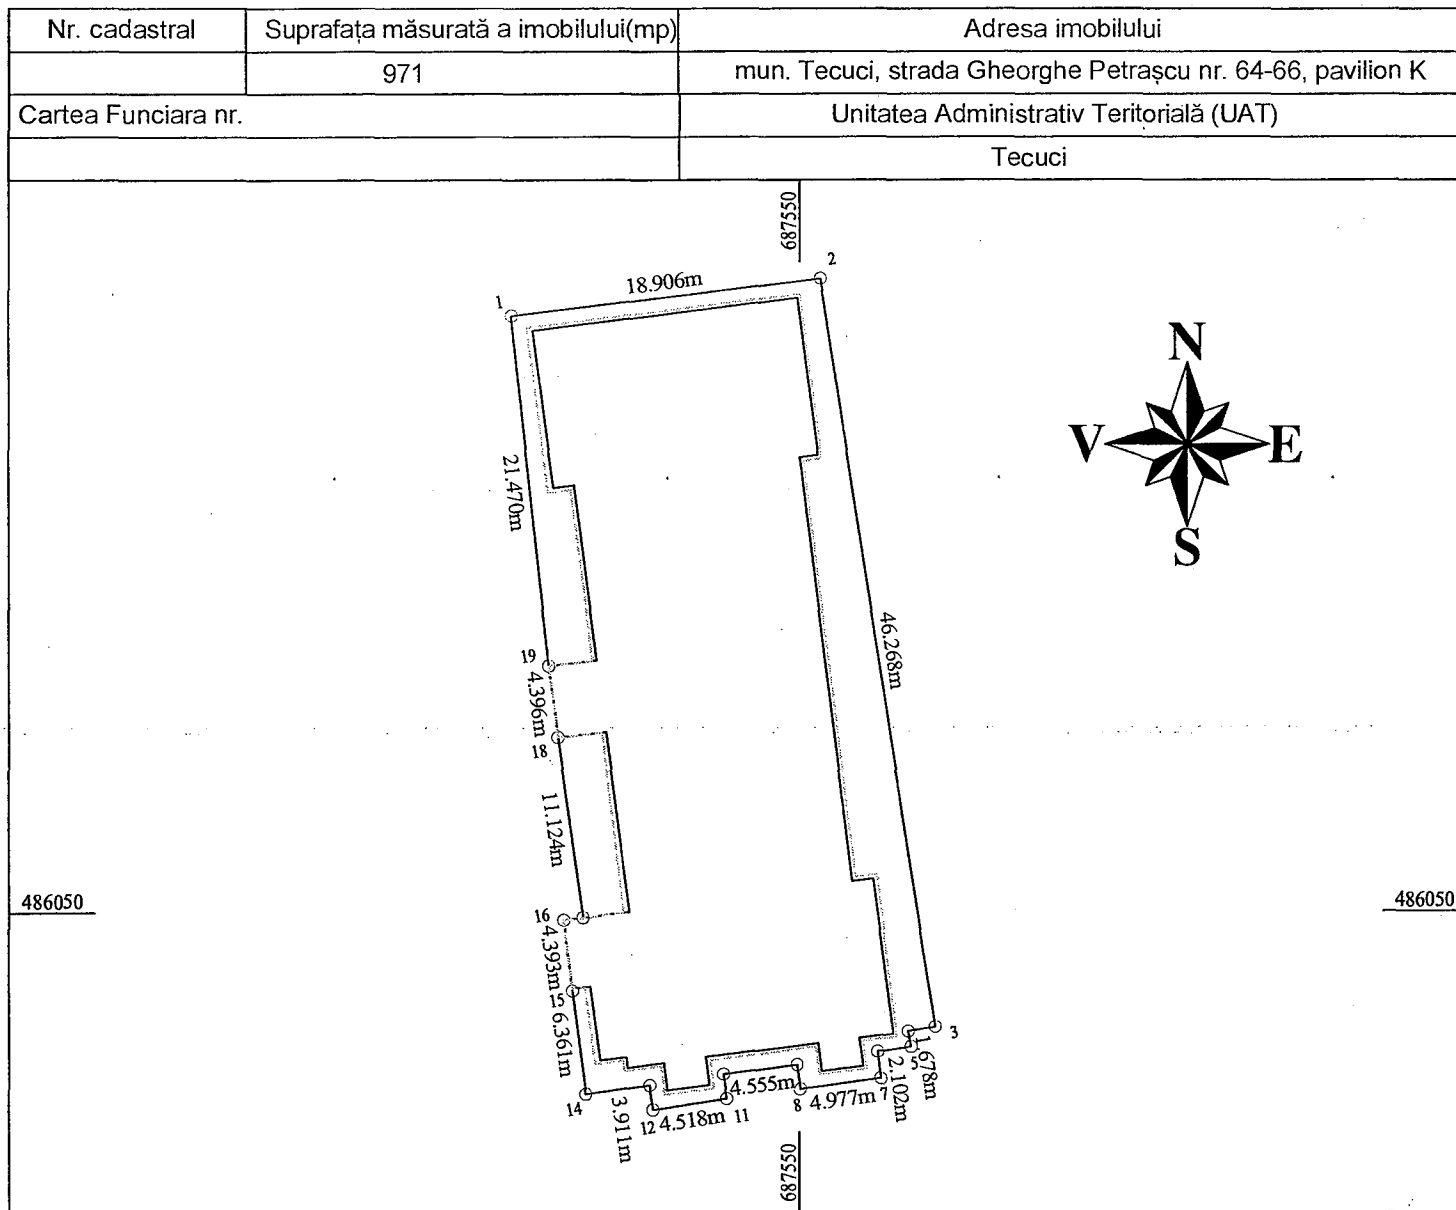 Nr. cadastral
Suprafața măsurată a imobilului(mp)
Adresa imobilului
971
mun. Tecuci, strada Gheorghe Petrașcu nr. 64-66, pavilion K
Cartea Funciara nr.
Unitatea Administrativ Teritorială (UAT)
Tecuci
687550
2
18.906m
1
N
V
E
S
21.470m
46.268m
19
4.396m
18
11.124m
486050
486050
16
4.393m
15
6.361m
3
1.678m
5
2.102m
7
4.977m
8
4.555m
11
4.518m
12
3.911m
14
687550